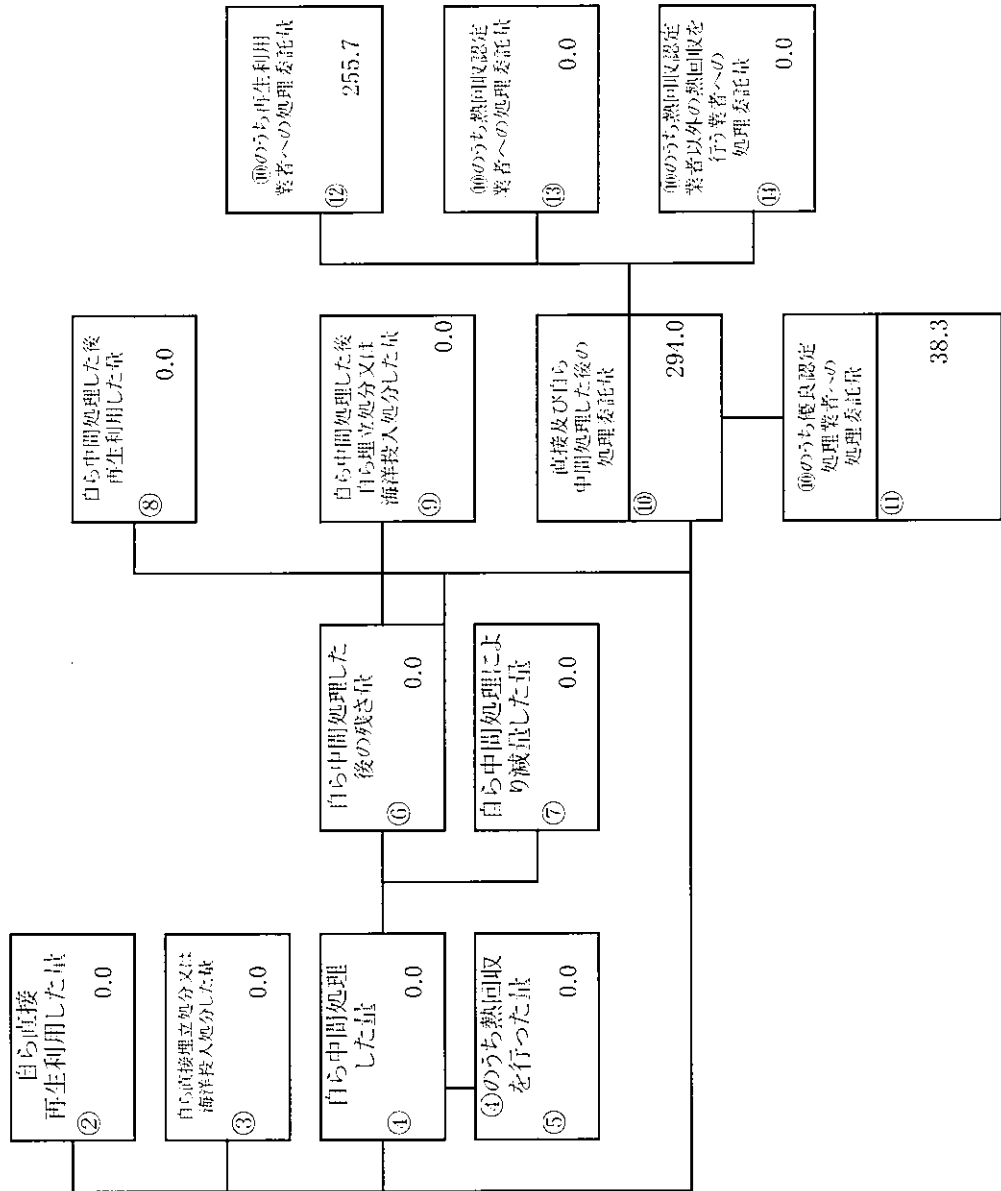 自ら直接
再生利用した量
②
0.0
自ら直接埋立処分又は
海洋投入処分した量
③
0.0
自ら中間処理
した量
④
0.0
④のうち熱回収
を行った量
⑤
0.0
自ら中間処理した
後の残さ量
⑥
0.0
自ら中間処理によ
り減量した量
⑦
0.0
自ら中間処理した後
再生利用した量
⑧
0.0
自ら中間処理した後
自ら埋立処分又は
海洋投入処分した量
⑨
0.0
直接及び自ら
中間処理した後の
処理委託量
⑩
294.0
⑩のうち優良認定
処理業者への
処理委託量
⑪
38.3
⑩のうち再生利用
業者への処理委託量
⑫
255.7
⑩のうち熱回収認定
業者への処理委託量
⑬
0.0
⑩のうち熱回収認定
業者以外の熱回収を
行う業者への
処理委託量
⑭
0.0